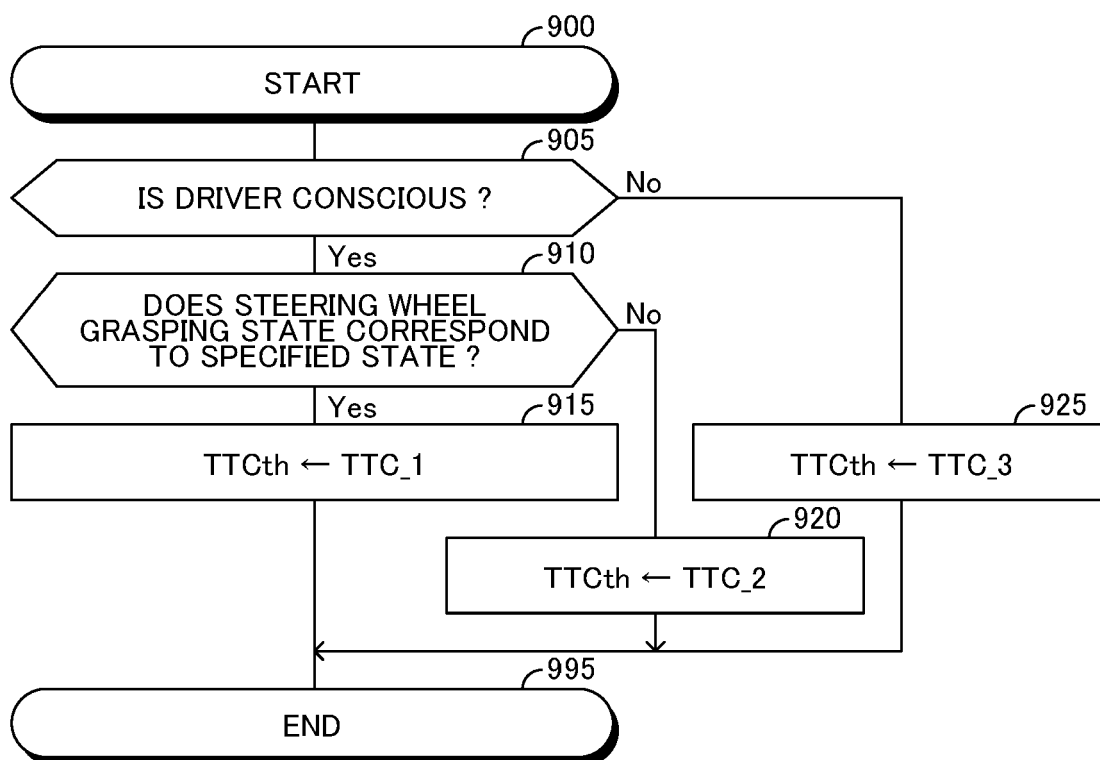 900
START
905
IS DRIVER CONSCIOUS ?
No
Yes
910
DOES STEERING WHEEL
GRASPING STATE CORRESPOND
TO SPECIFIED STATE ?
No
Yes
915
TTCth ← TTC_1
925
TTCth ← TTC_3
920
TTCth ← TTC_2
995
END